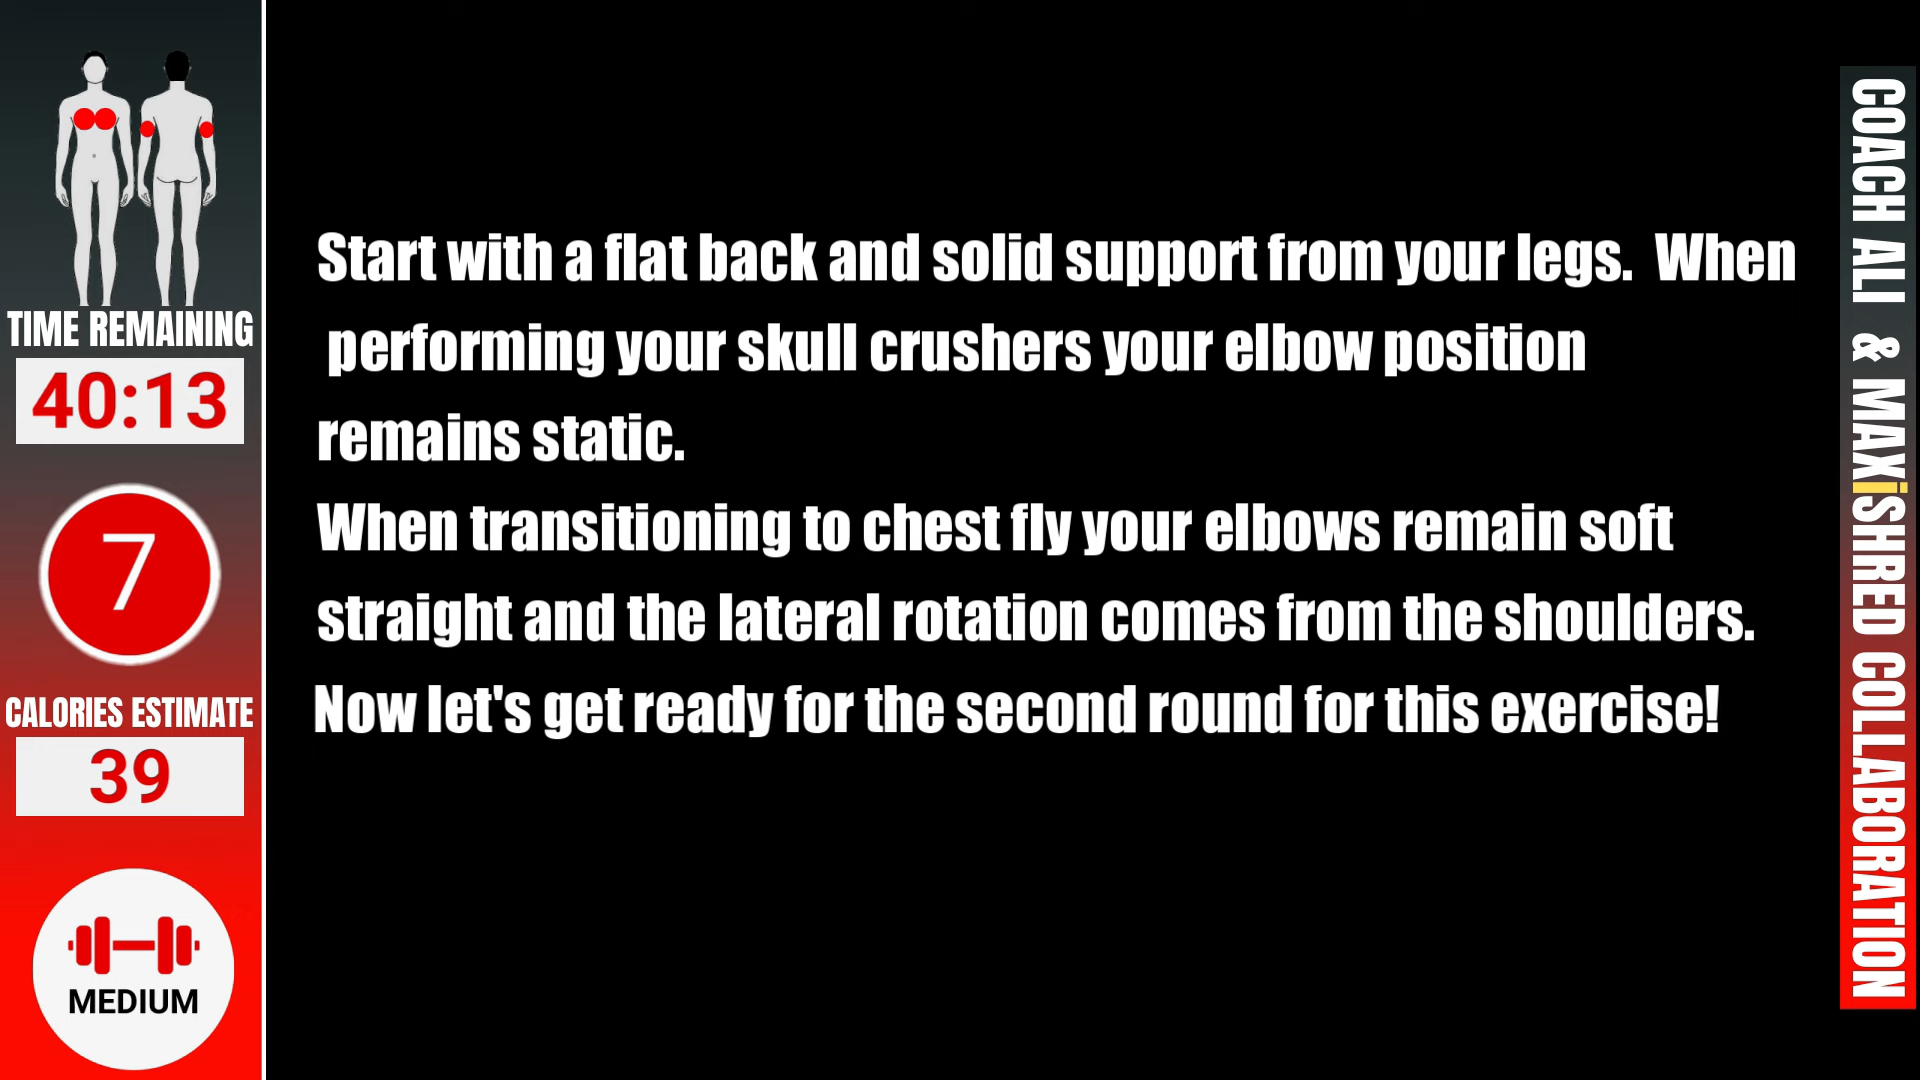 TIME REMAINING
40:13
7
CALORIES ESTIMATE
39
MEDIUM
Start with a flat back and solid support from your legs.  When
performing your skull crushers your elbow position
remains static.
When transitioning to chest fly your elbows remain soft
straight and the lateral rotation comes from the shoulders.
Now let's get ready for the second round for this exercise!
COACH ALI & MAXiSHRED COLLABORATION